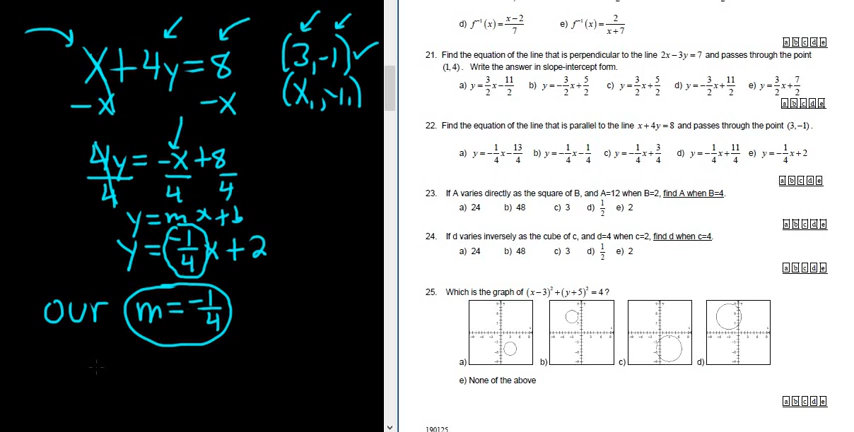 x+4y=8 (3,-1)
-x -x (x₁,y₁)
4y = -x+8
4 4 4
y=mx+b
y=-1/4x+2
our m=-1/4
d) f⁻¹(x)=(x-2)/7 e) f⁻¹(x)=2/(x+7)
a b c d e
21. Find the equation of the line that is perpendicular to the line 2x-3y=7 and passes through the point
(1,4). Write the answer in slope-intercept form.
a) y=3/2x-11/2 b) y=-3/2x+5/2 c) y=3/2x+5/2 d) y=-3/2x+11/2 e) y=3/2x+7/2
a b c d e
22. Find the equation of the line that is parallel to the line x+4y=8 and passes through the point (3,-1).
a) y=-1/4x-13/4 b) y=-1/4x-1/4 c) y=-1/4x+3/4 d) y=-1/4x+11/4 e) y=-1/4x+2
a b c d e
23. If A varies directly as the square of B, and A=12 when B=2, find A when B=4.
a) 24 b) 48 c) 3 d) 1/2 e) 2
a b c d e
24. If d varies inversely as the cube of c, and d=4 when c=2, find d when c=4.
a) 24 b) 48 c) 3 d) 1/2 e) 2
a b c d e
25. Which is the graph of (x-3)²+(y+5)²=4?
a) b) c) d)
e) None of the above
a b c d e
190125